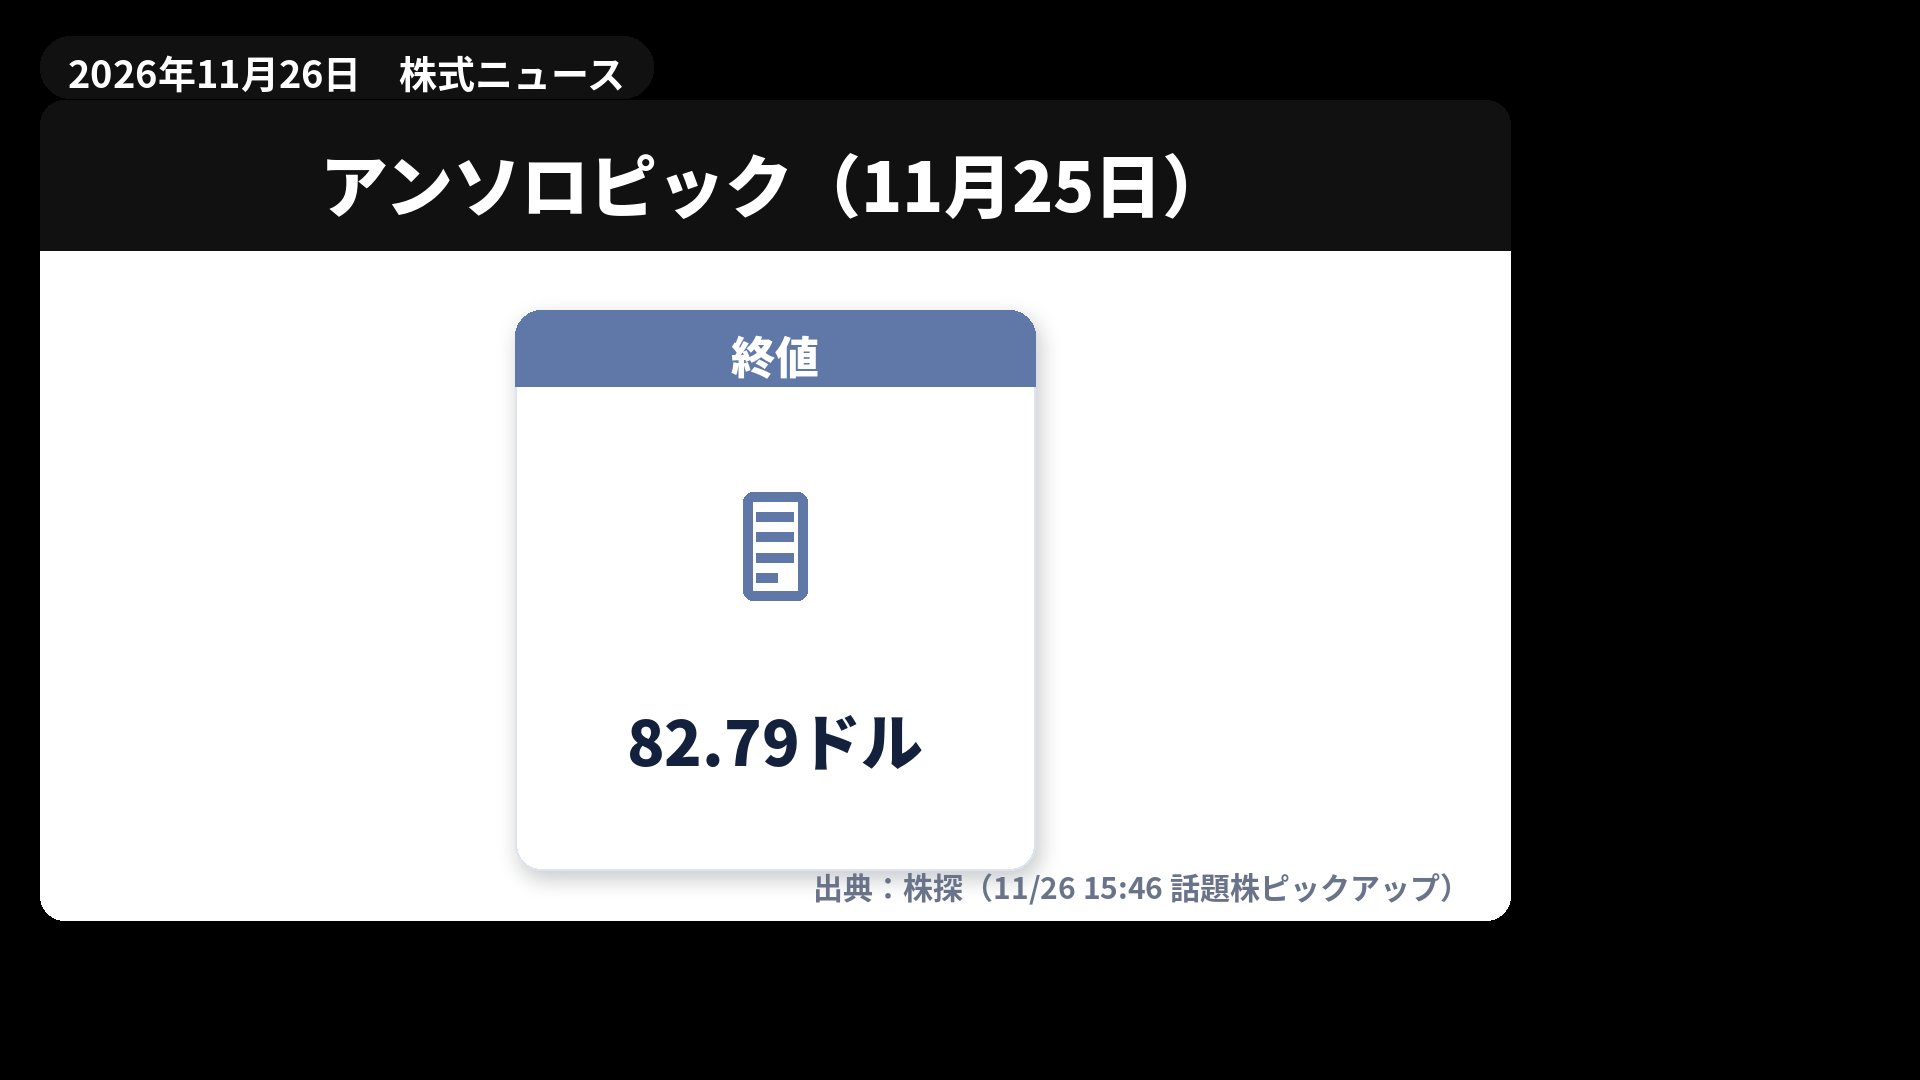 2026年11月26日　株式ニュース
アンソロピック（11月25日）
終値
82.79ドル
出典：株探（11/26 15:46 話題株ピックアップ）